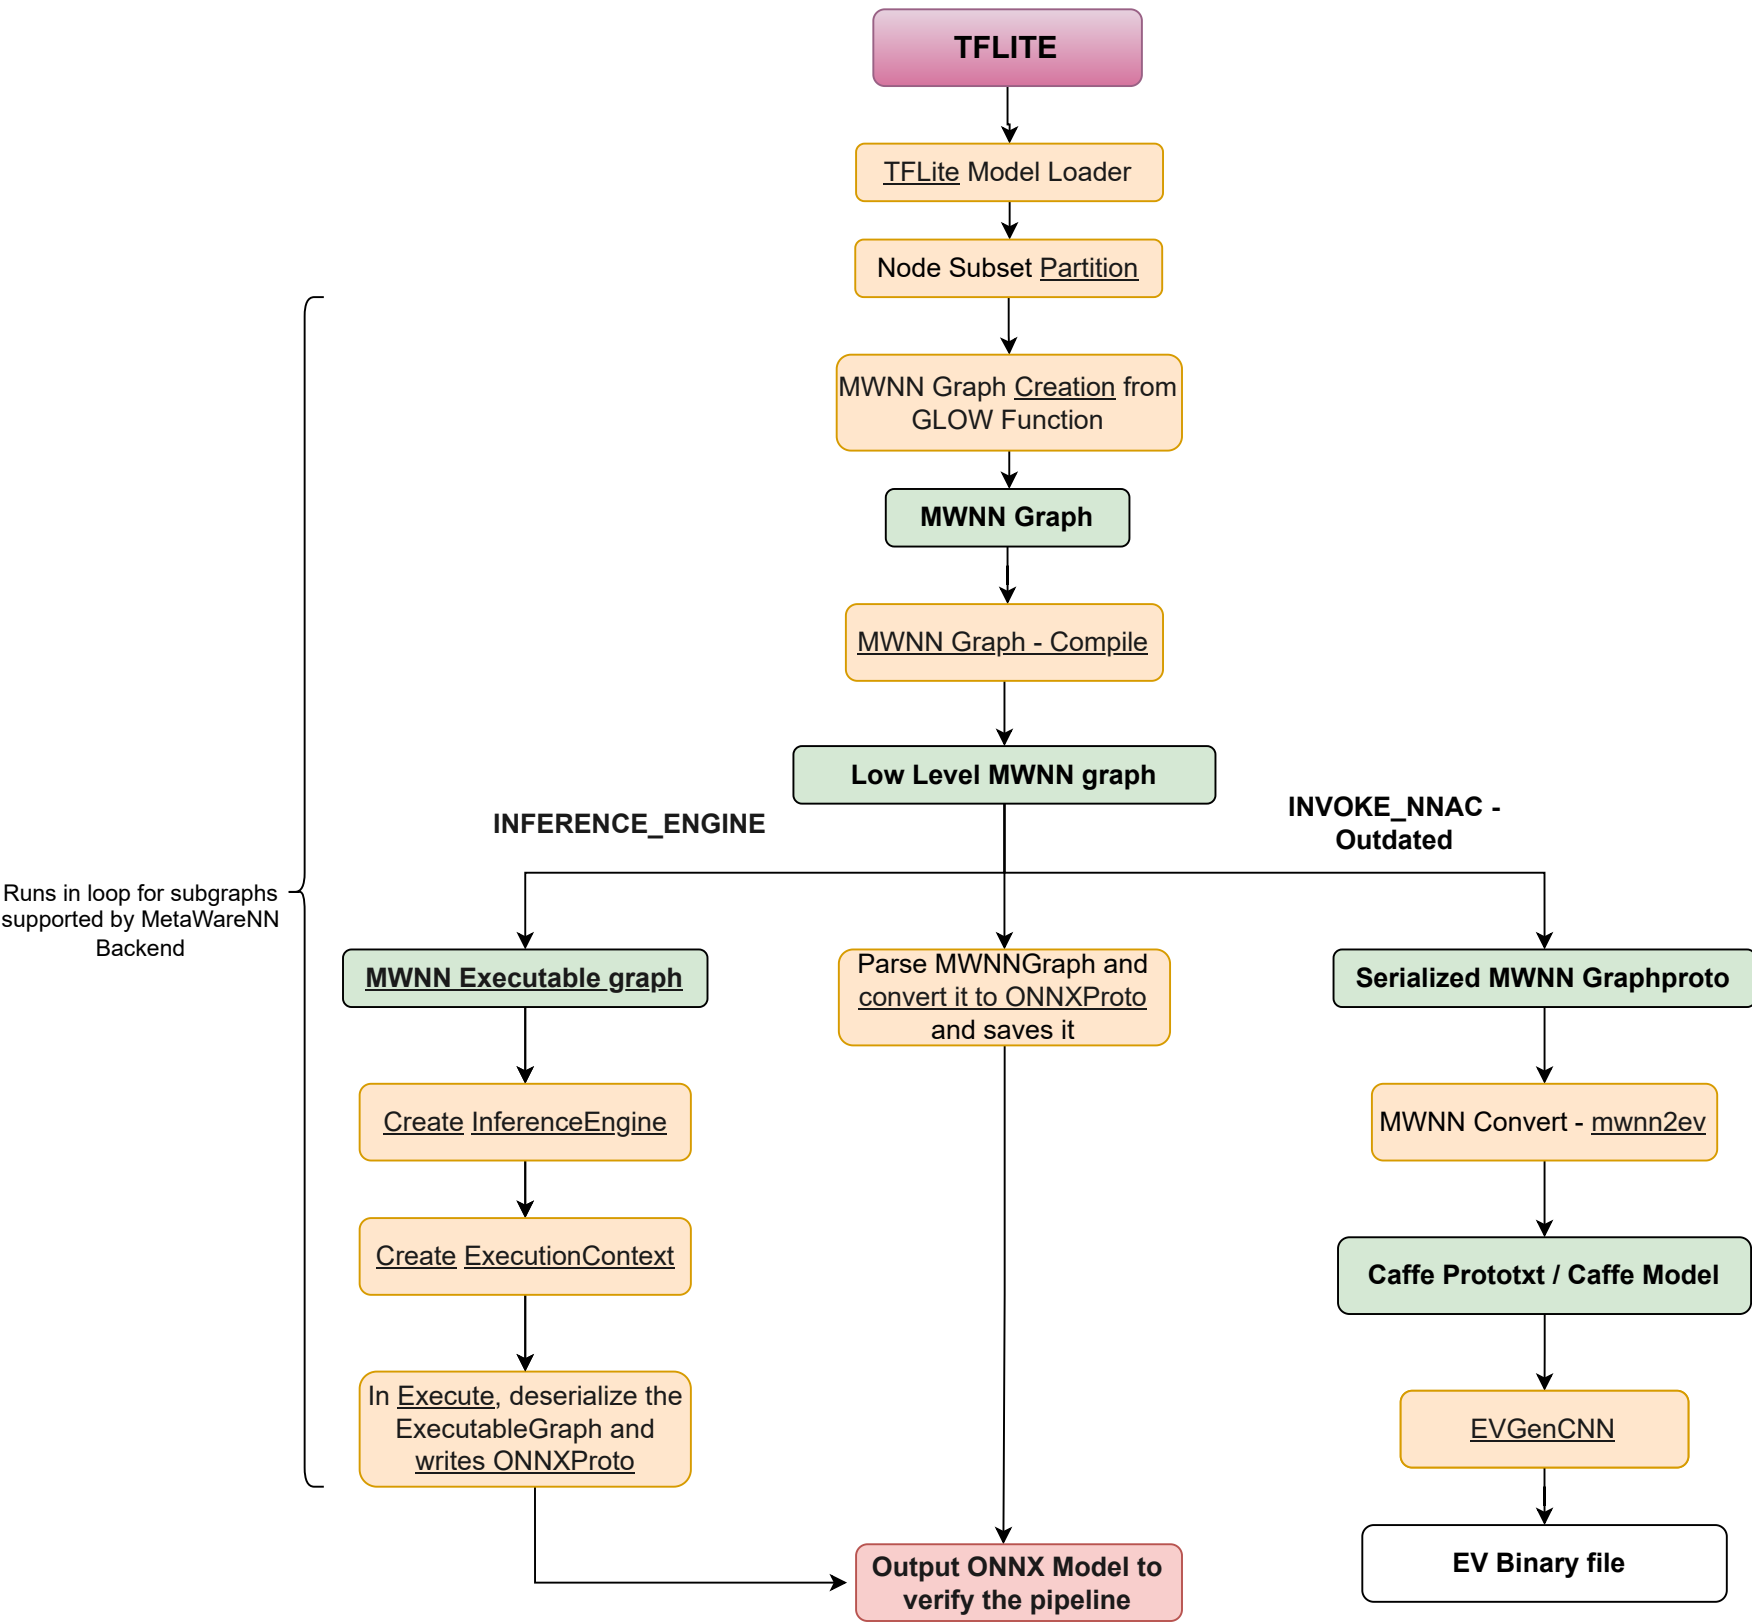 TFLITE
TFLite Model Loader
Node Subset Partition
MWNN Graph Creation from
GLOW Function
MWNN Graph
MWNN Graph - Compile
Low Level MWNN graph
INFERENCE_ENGINE
INVOKE_NNAC -
Outdated
Runs in loop for subgraphs
supported by MetaWareNN
Backend
MWNN Executable graph
Create InferenceEngine
Create ExecutionContext
In Execute, deserialize the
ExecutableGraph and
writes ONNXProto
Parse MWNNGraph and
convert it to ONNXProto
and saves it
Output ONNX Model to
verify the pipeline
Serialized MWNN Graphproto
MWNN Convert - mwnn2ev
Caffe Prototxt / Caffe Model
EVGenCNN
EV Binary file